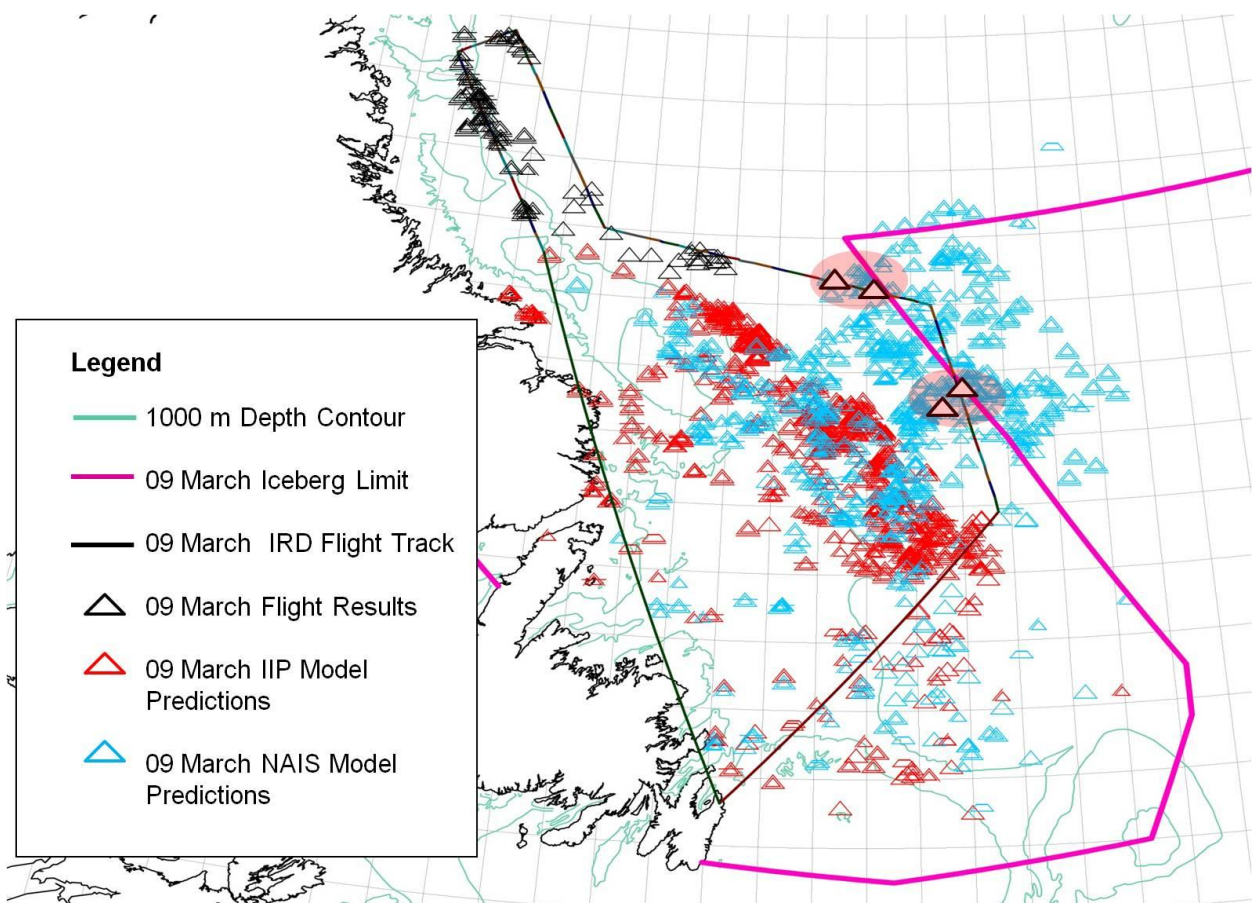 Legend
1000 m Depth Contour
09 March Iceberg Limit
09 March IRD Flight Track
09 March Flight Results
09 March IIP Model
Predictions
09 March NAIS Model
Predictions